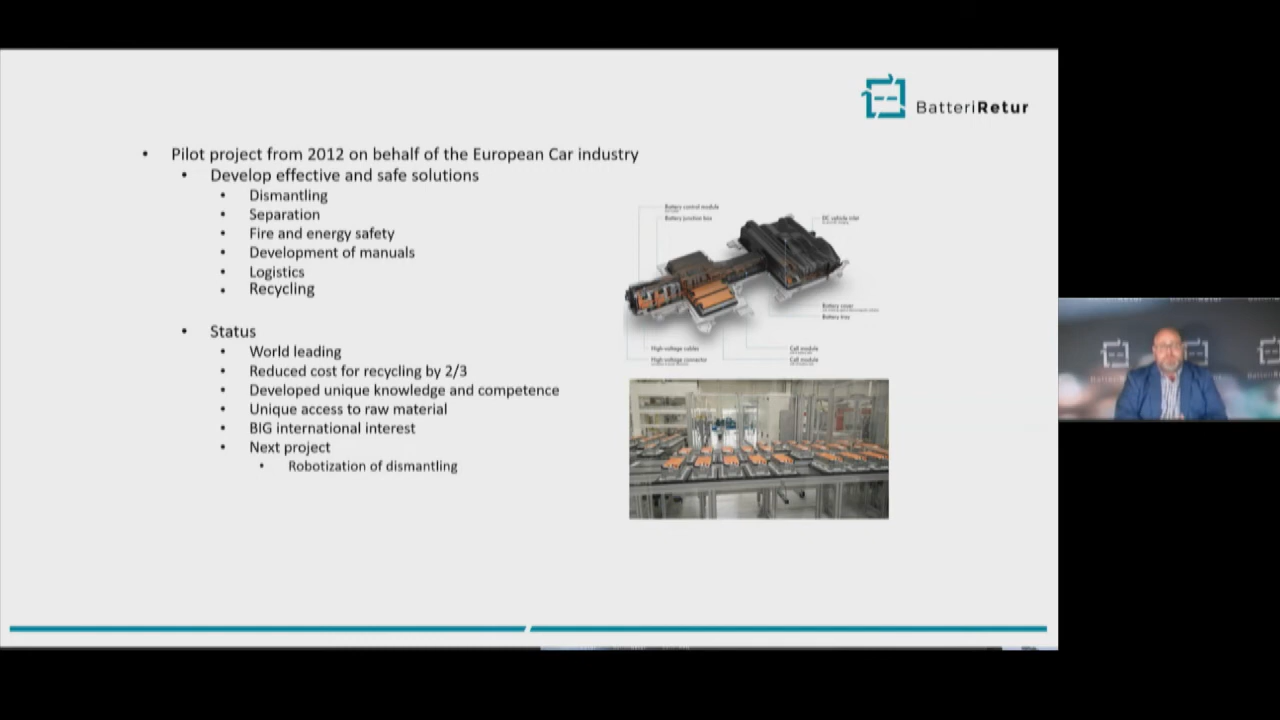 BatteriRetur
• Pilot project from 2012 on behalf of the European Car industry
• Develop effective and safe solutions
• Dismantling
• Separation
• Fire and energy safety
• Development of manuals
• Logistics
• Recycling
• Status
• World leading
• Reduced cost for recycling by 2/3
• Developed unique knowledge and competence
• Unique access to raw material
• BIG international interest
• Next project
• Robotization of dismantling
Battery control module
Battery junction box
DC vehicle inlet
Battery cover
Battery tray
High-voltage cables
High-voltage connector
Cell module
Cell module
BatteriRetur